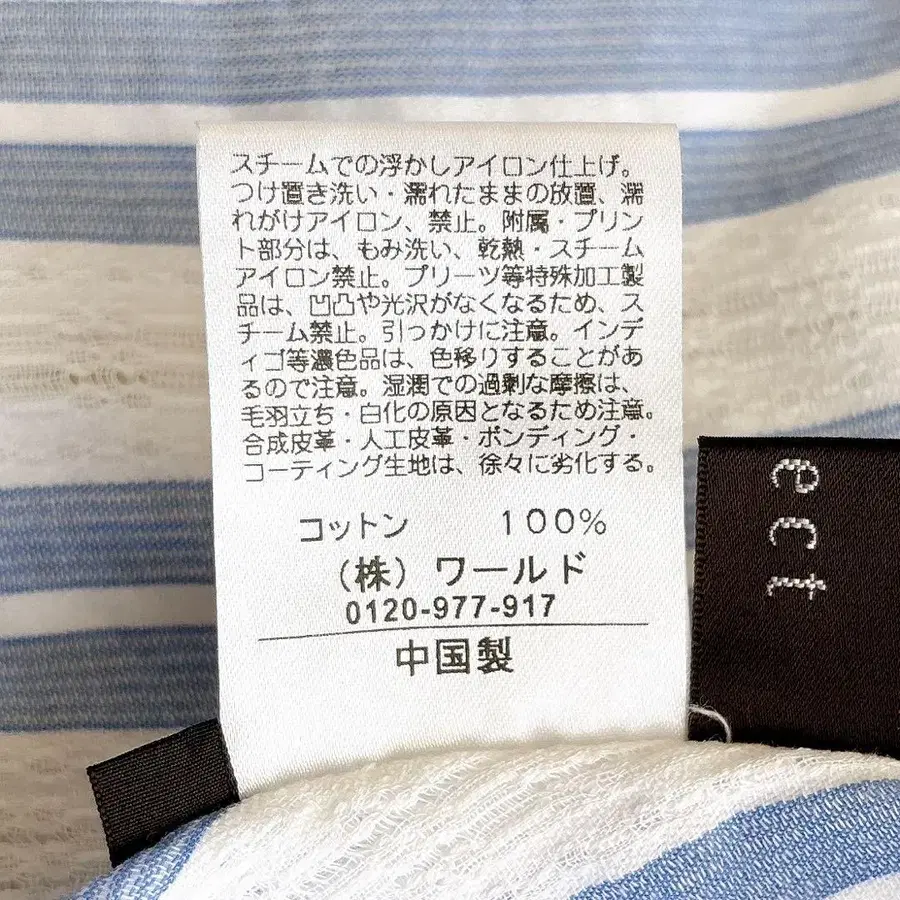 スチームでの浮かしアイロン仕上げ。
つけ置き洗い・濡れたままの放置、濡
れがけアイロン、禁止。附属・プリン
ト部分は、もみ洗い、乾熱・スチーム
アイロン禁止。プリーツ等特殊加工製
品は、凹凸や光沢がなくなるため、ス
チーム禁止。引っかけに注意。インデ
ィゴ等濃色品は、色移りすることがあ
るので注意。湿潤での過剰な摩擦は、
毛羽立ち・白化の原因となるため注意。
合成皮革・人工皮革・ボンディング・
コーティング生地は、徐々に劣化する。
コットン 100%
(株) ワールド
0120-977-917
中国製
ect